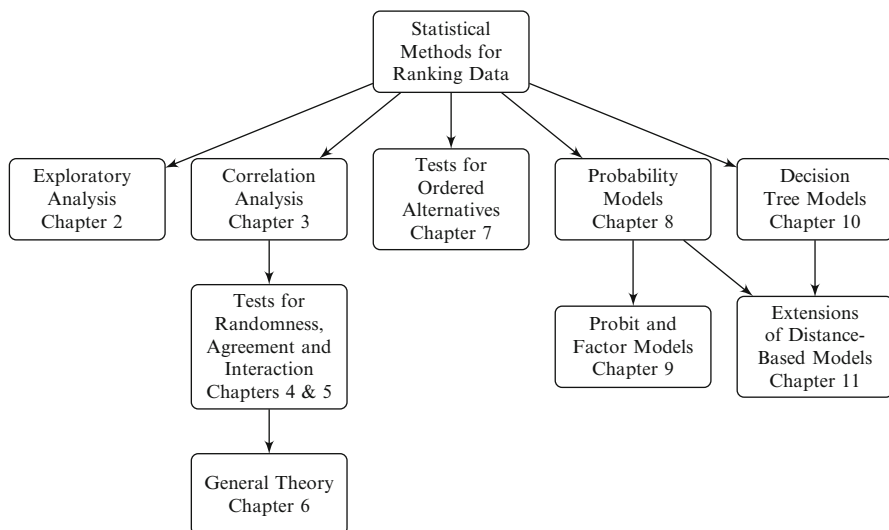 Statistical
Methods for
Ranking Data
Exploratory
Analysis
Chapter 2
Correlation
Analysis
Chapter 3
Tests for
Ordered
Alternatives
Chapter 7
Probability
Models
Chapter 8
Decision
Tree Models
Chapter 10
Tests for
Randomness,
Agreement and
Interaction
Chapters 4 & 5
Probit and
Factor Models
Chapter 9
Extensions
of Distance-
Based Models
Chapter 11
General Theory
Chapter 6